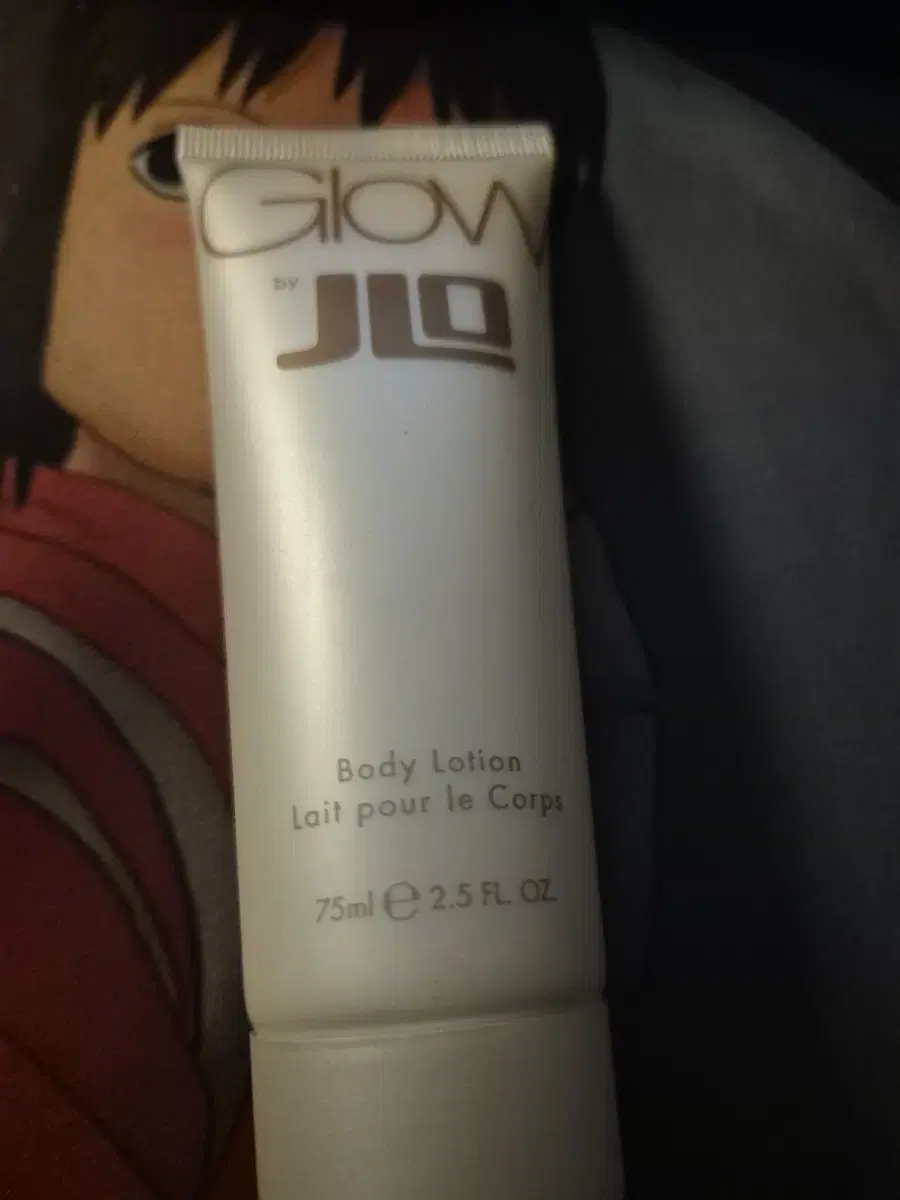 Glow
by JLO
Body Lotion
Lait pour le Corps
75ml e 2.5 FL. OZ.